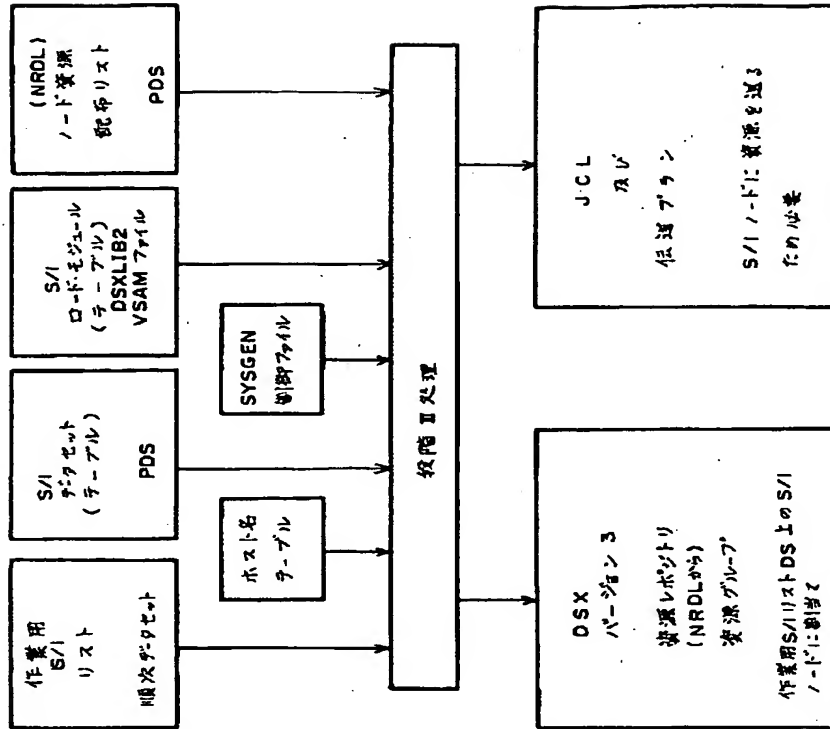 作業用
S/I
リスト
順次データセット
S/I
データセット
(テーブル)
PDS
S/I
ロード・モジュール
(テーブル)
DSXLIB2
VSAMファイル
(NRDL)
ノード資源
配布リスト
PDS
ホスト名
テーブル
SYSGEN
制御ファイル
段階Ⅱ処理
DSX
バージョン3
資源レポジトリ
(NRDLから)
資源グループ
作業用S/IリストDS上のS/I
ノードに割当て
JCL
及び
伝送プラン
S/Iノードに資源を送る
ため必要